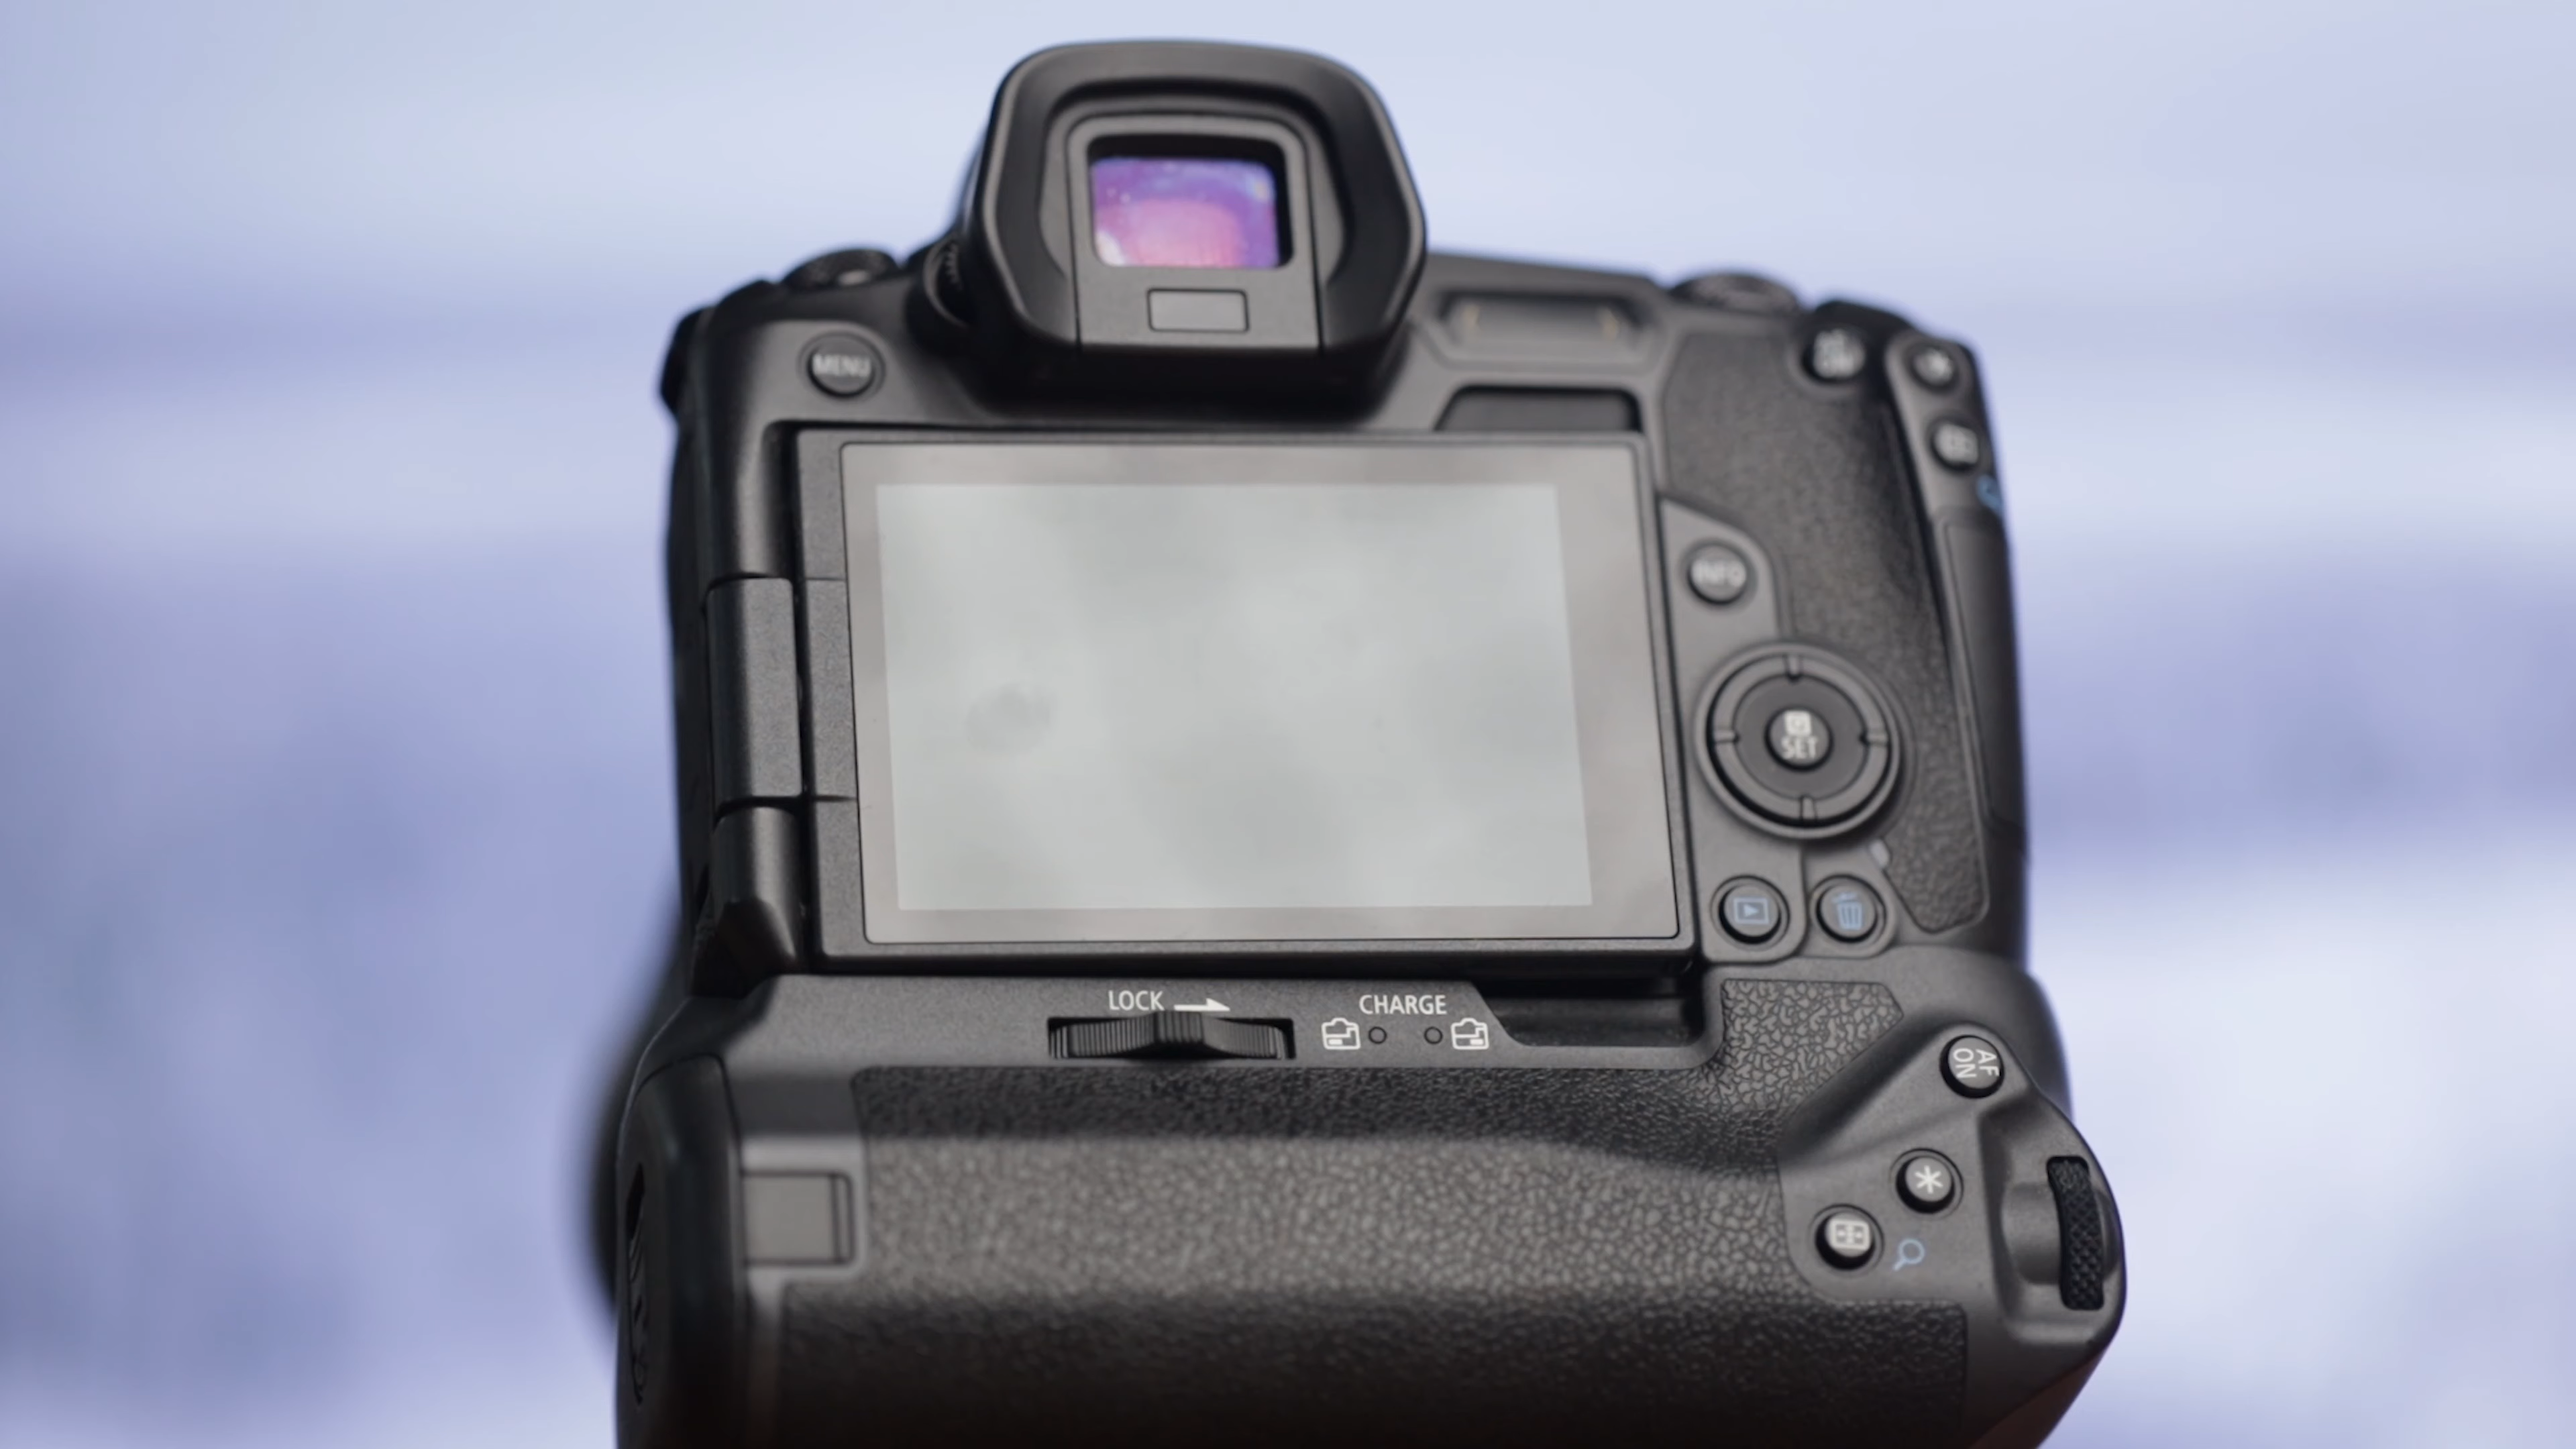 MENU
INFO
Q
SET
LOCK
CHARGE
AF
ON